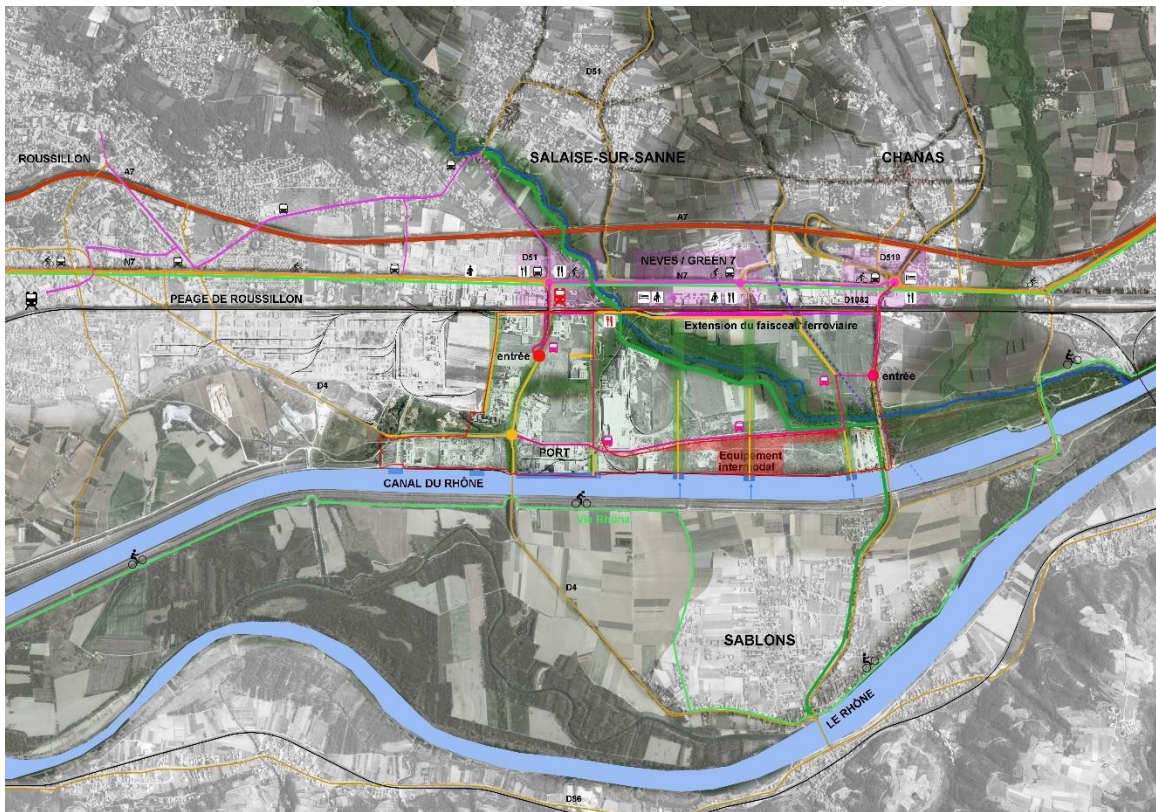 D51
ROUSSILLON
SALAISE-SUR-SANNE
CHANAS
A7
A7
D51
NEVES / GREEN 7
D519
N7
N7
PEAGE DE ROUSSILLON
D1082
Extension du faisceau ferroviaire
entrée
entrée
D4
PORT
Equipement
intermodal
CANAL DU RHÔNE
Via Rhôna
D4
SABLONS
LE RHÔNE
D86